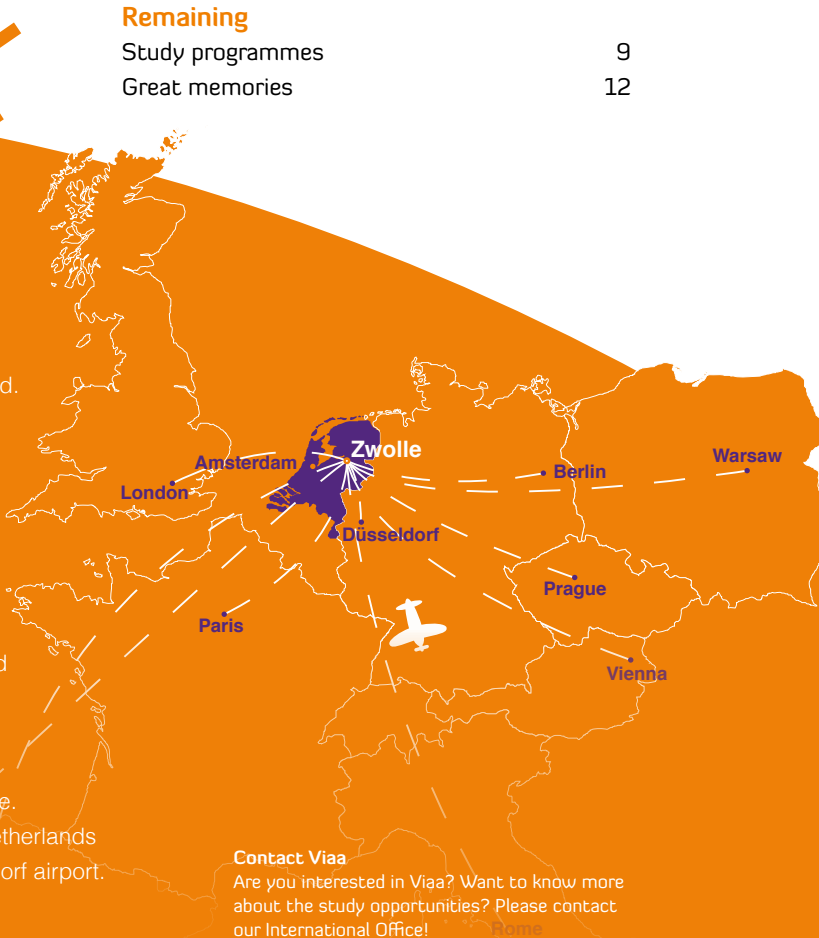 Remaining
Study programmes 9
Great memories 12
d.
Zwolle
Amsterdam
Warsaw
Berlin
London
Düsseldorf
Prague
Paris
d
Vienna
e.
etherlands
orf airport.
Contact Viaa
Are you interested in Viaa? Want to know more
about the study opportunities? Please contact
our International Office!
Rome